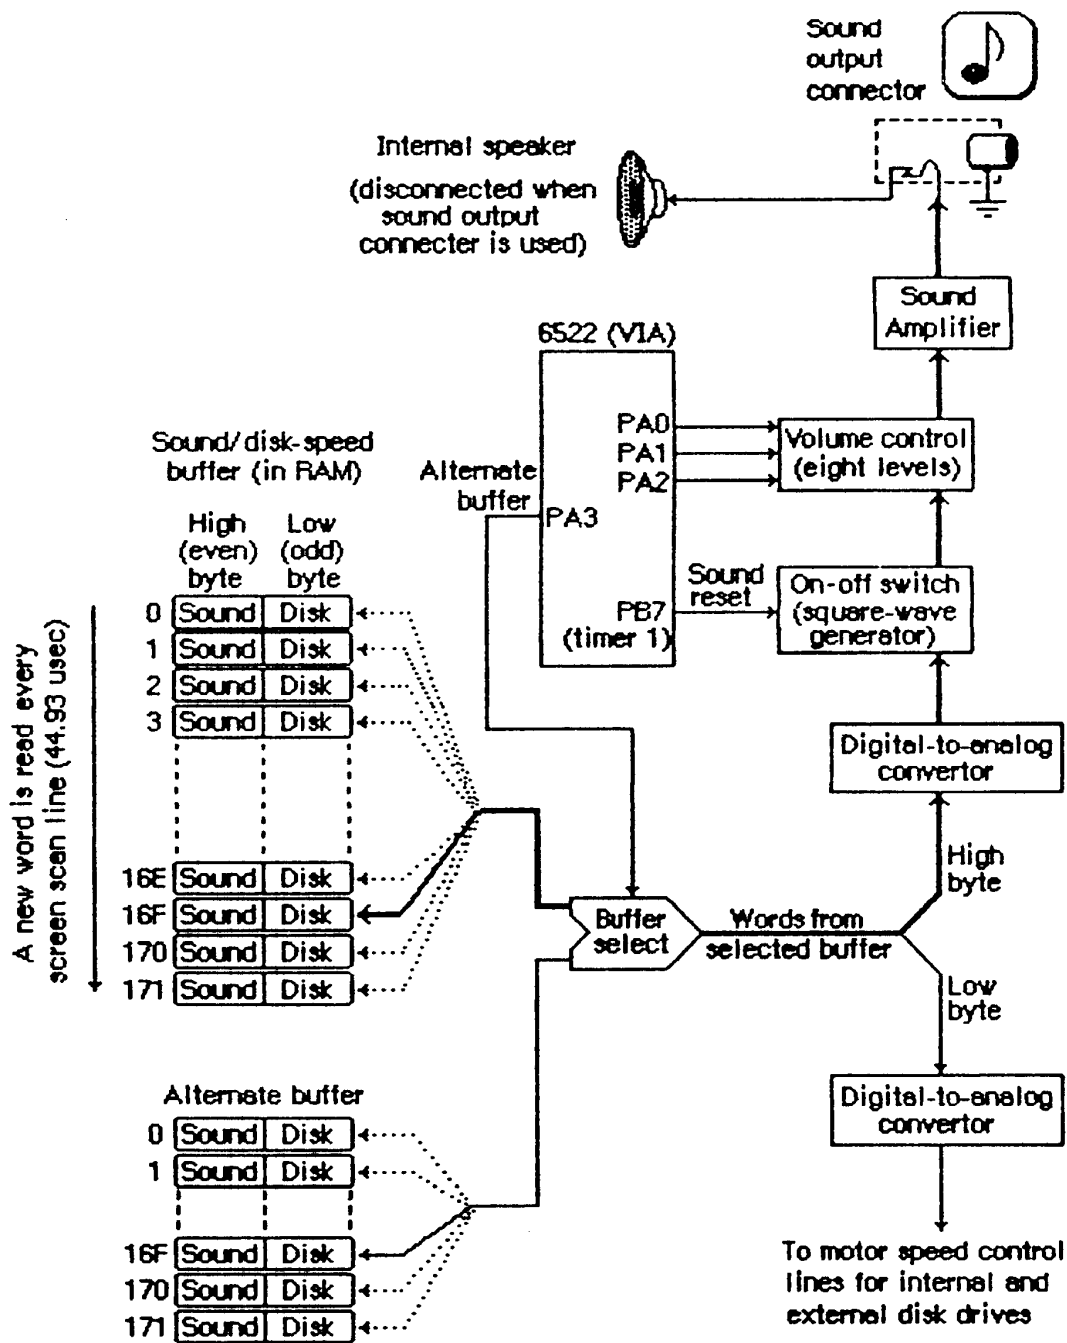 Sound
output
connector
Internal speaker
(disconnected when
sound output
connecter is used)
Sound
Amplifier
6522 (VIA)
PA0
PA1
PA2
PA3
PB7
(timer 1)
Volume control
(eight levels)
Alternate
buffer
Sound
reset
On-off switch
(square-wave
generator)
Digital-to-analog
convertor
Sound/disk-speed
buffer (in RAM)
High
(even)
byte
Low
(odd)
byte
0 Sound Disk
1 Sound Disk
2 Sound Disk
3 Sound Disk
16E Sound Disk
16F Sound Disk
170 Sound Disk
171 Sound Disk
A new word is read every
screen scan line (44.93 usec)
Buffer
select
Words from
selected buffer
High
byte
Low
byte
Digital-to-analog
convertor
To motor speed control
lines for internal and
external disk drives
Alternate buffer
0 Sound Disk
1 Sound Disk
16F Sound Disk
170 Sound Disk
171 Sound Disk